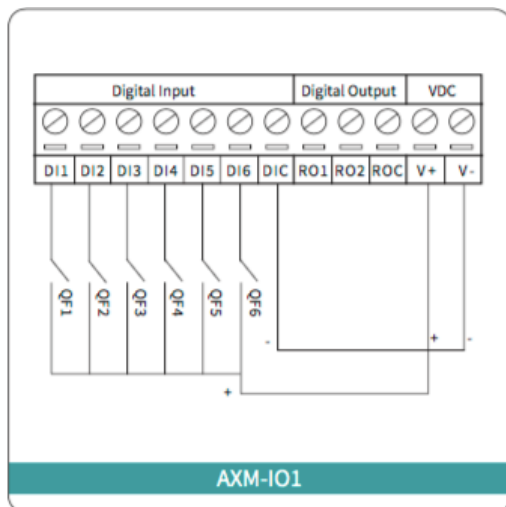 Digital Input Digital Output VDC
DI1 DI2 DI3 DI4 DI5 DI6 DIC RO1 RO2 ROC V+ V-
QF1 QF2 QF3 QF4 QF5 QF6
+ -
-
+
AXM-IO1